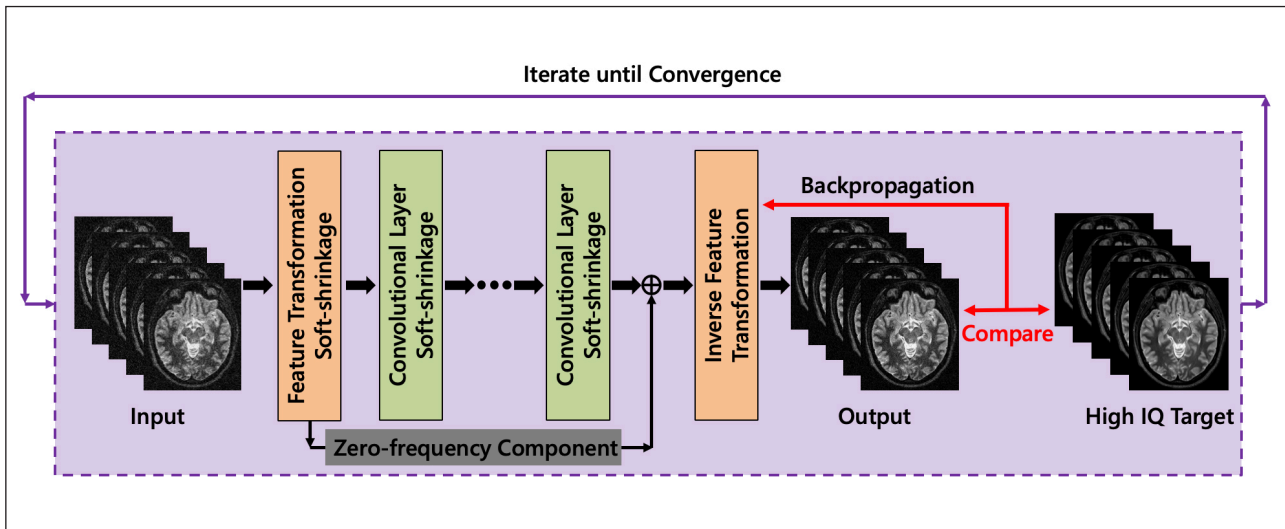 Iterate until Convergence
Input
Feature Transformation
Soft-shrinkage
Convolutional Layer
Soft-shrinkage
Convolutional Layer
Soft-shrinkage
Zero-frequency Component
Inverse Feature
Transformation
Backpropagation
Output
Compare
High IQ Target